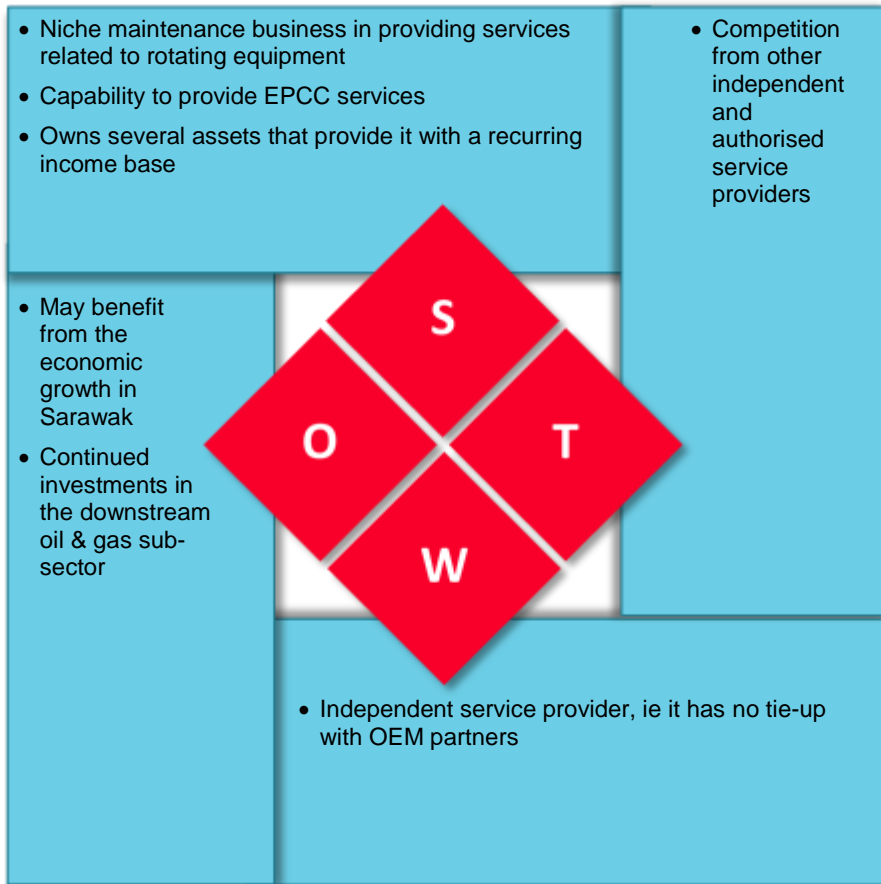 • Niche maintenance business in providing services
related to rotating equipment
• Capability to provide EPCC services
• Owns several assets that provide it with a recurring
income base
• Competition
from other
independent
and
authorised
service
providers
• May benefit
from the
economic
growth in
Sarawak
• Continued
investments in
the downstream
oil & gas sub-
sector
S
O
T
W
• Independent service provider, ie it has no tie-up
with OEM partners